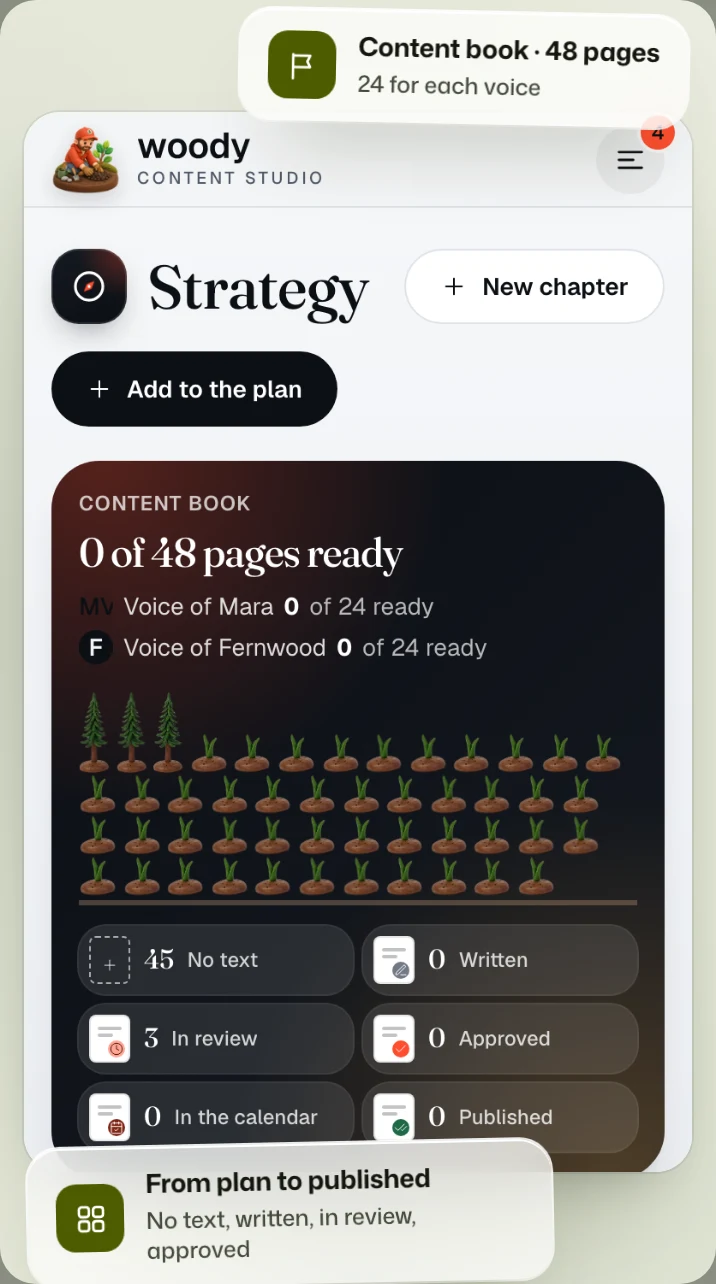 Content book · 48 pages
24 for each voice
4
woody
CONTENT STUDIO
Strategy
+ New chapter
+ Add to the plan
CONTENT BOOK
0 of 48 pages ready
MV Voice of Mara 0 of 24 ready
F Voice of Fernwood 0 of 24 ready
45 No text
0 Written
3 In review
0 Approved
0 In the calendar
0 Published
From plan to published
No text, written, in review,
approved